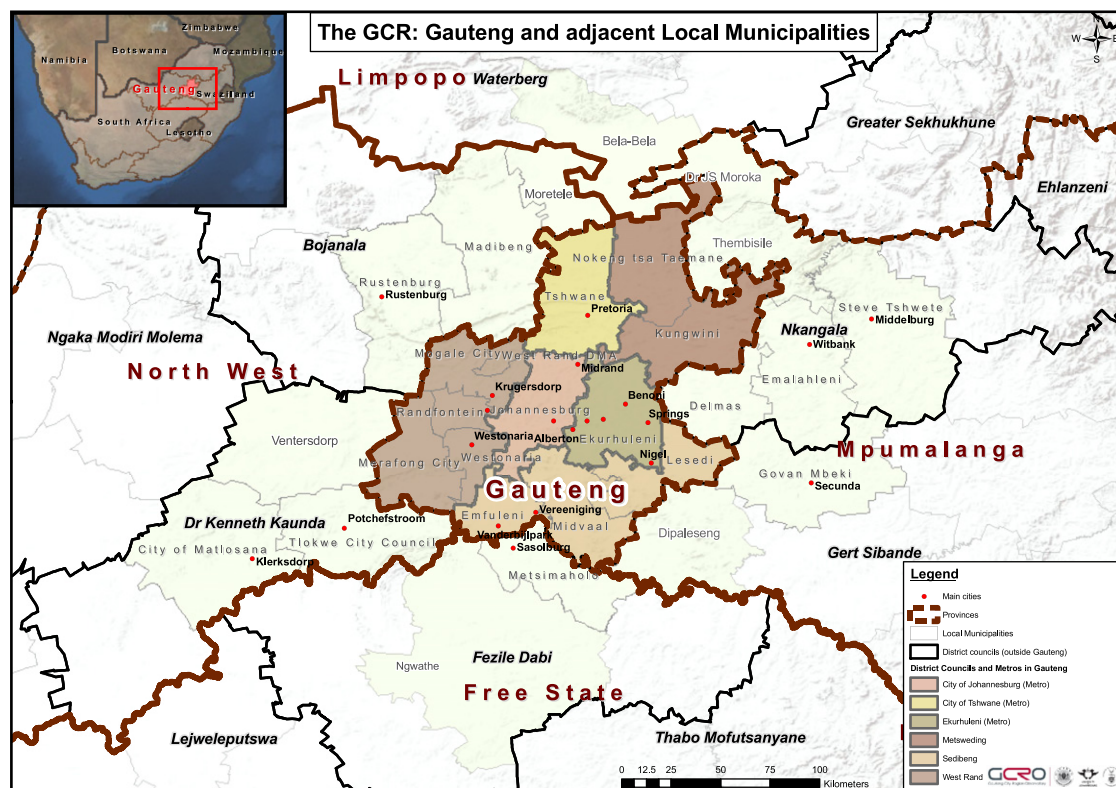 The GCR: Gauteng and adjacent Local Municipalities
Zimbabwe
Botswana
Mozambique
Namibia
Gauteng
Swaziland
South Africa
Lesotho
W
E
S
Limpopo
Waterberg
Greater Sekhukhune
Bela-Bela
Ehlanzeni
Dr JS Moroka
Moretele
Bojanala
Madibeng
Thembisile
Nokeng tsa Taemane
Rustenburg
Rustenburg
Tshwane
Pretoria
Steve Tshwete
Middelburg
Nkangala
Witbank
Ngaka Modiri Molema
Kungwini
North West
Mogale City
West Rand DMA
Midrand
Emalahleni
Krugersdorp
Benoni
Delmas
Randfontein
Johannesburg
Springs
Ventersdorp
Westonaria
Alberton
Ekurhuleni
Mpumalanga
Merafong City
Westonaria
Nigel
Lesedi
Govan Mbeki
Secunda
Gauteng
Dr Kenneth Kaunda
Potchefstroom
Emfuleni
Vereeniging
Midvaal
Vanderbijlpark
Dipaleseng
Tlokwe City Council
City of Matlosana
Klerksdorp
Sasolburg
Metsimaholo
Gert Sibande
Ngwathe
Fezile Dabi
Free State
Lejweleputswa
Thabo Mofutsanyane
0 12.5 25 50 75 100
Kilometers
Legend
Main cities
Provinces
Local Municipalities
District councils (outside Gauteng)
District Councils and Metros in Gauteng
City of Johannesburg (Metro)
City of Tshwane (Metro)
Ekurhuleni (Metro)
Metsweding
Sedibeng
West Rand
GCRO